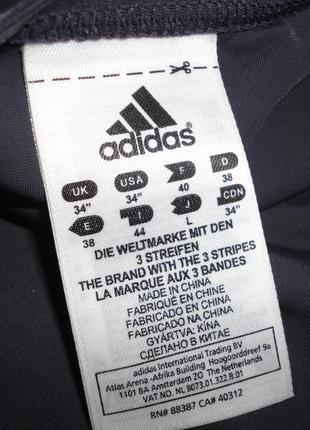 adidas
UK USA F D
34" 34" 40 38
E I J CDN
38 44 L 34"
DIE WELTMARKE MIT DEN
3 STREIFEN
THE BRAND WITH THE 3 STRIPES
LA MARQUE AUX 3 BANDES
MADE IN CHINA
FABRIQUÉ EN CHINE
FABRICADO EN CHINA
FABRICADO NA CHINA
GYÁRTVA: KÍNA
СДЕЛАНО В КИТАЕ
adidas International Trading BV
Atlas Arena -Afrika Building Hoogoorddreef 9a
1101 BA Amsterdam ZO The Netherlands
VAT NO. NL 8073.01.322.B.01
RN# 88387 CA# 40312